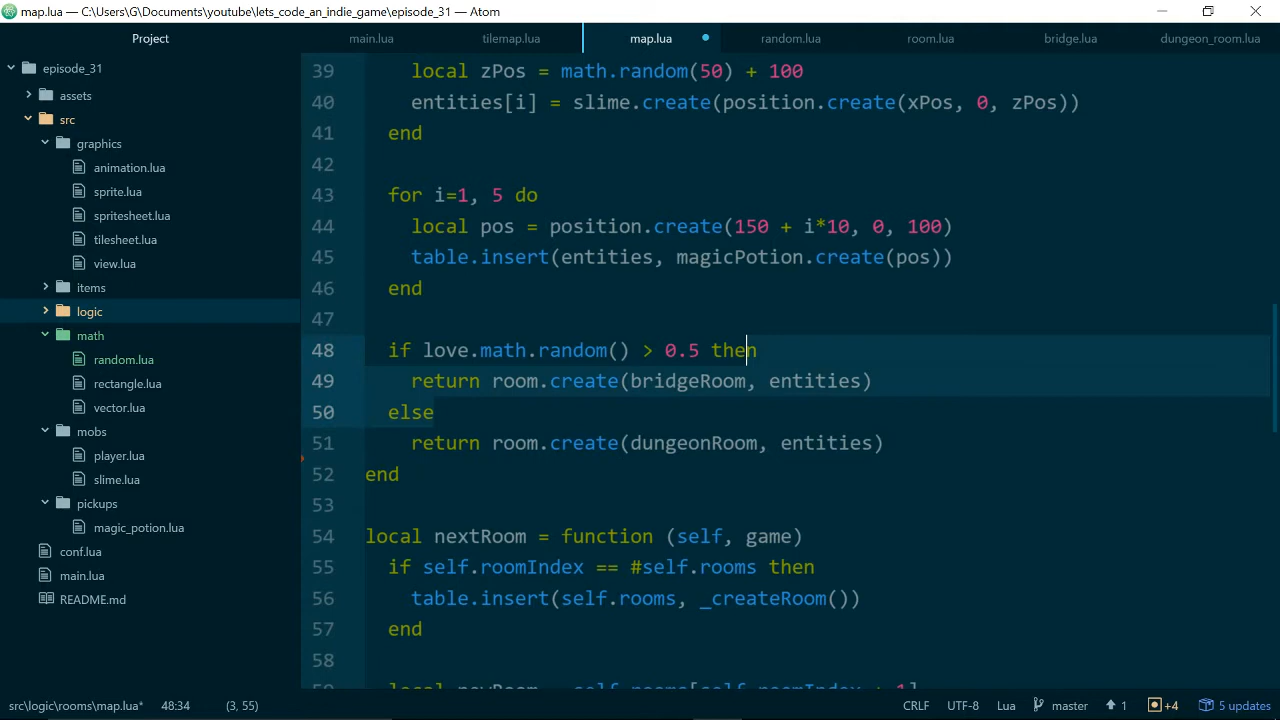 map.lua — C:\Users\G\Documents\youtube\lets_code_an_indie_game\episode_31 — Atom
Project
main.lua
tilemap.lua
map.lua
random.lua
room.lua
bridge.lua
dungeon_room.lua
episode_31
assets
src
graphics
animation.lua
sprite.lua
spritesheet.lua
tilesheet.lua
view.lua
items
logic
math
random.lua
rectangle.lua
vector.lua
mobs
player.lua
slime.lua
pickups
magic_potion.lua
conf.lua
main.lua
README.md
39 local zPos = math.random(50) + 100
40 entities[i] = slime.create(position.create(xPos, 0, zPos))
41 end
42
43 for i=1, 5 do
44 local pos = position.create(150 + i*10, 0, 100)
45 table.insert(entities, magicPotion.create(pos))
46 end
47
48 if love.math.random() > 0.5 then
49 return room.create(bridgeRoom, entities)
50 else
51 return room.create(dungeonRoom, entities)
52 end
53
54 local nextRoom = function (self, game)
55 if self.roomIndex == #self.rooms then
56 table.insert(self.rooms, _createRoom())
57 end
58
59 local newRoom = self.rooms[self.roomIndex + 1]
src\logic\rooms\map.lua* 48:34 (3, 55) CRLF UTF-8 Lua master 1 +4 5 updates